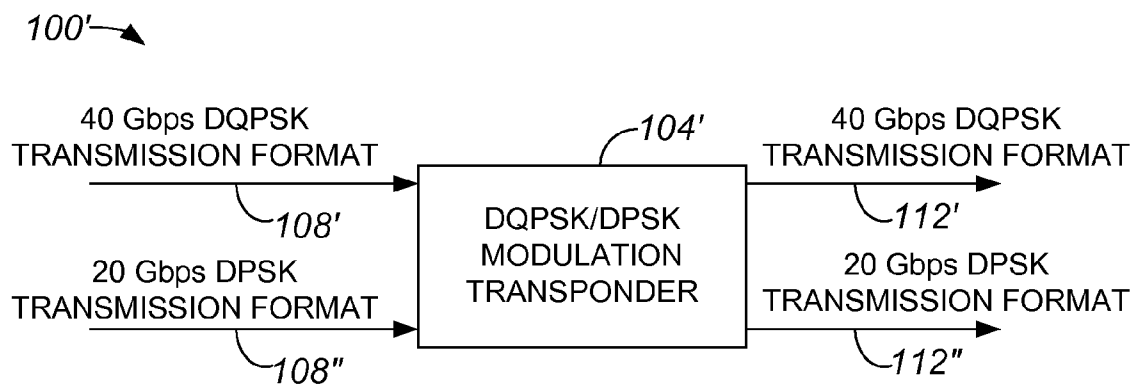 100'
40 Gbps DQPSK
TRANSMISSION FORMAT
108'
20 Gbps DPSK
TRANSMISSION FORMAT
108"
104'
DQPSK/DPSK
MODULATION
TRANSPONDER
40 Gbps DQPSK
TRANSMISSION FORMAT
112'
20 Gbps DPSK
TRANSMISSION FORMAT
112"